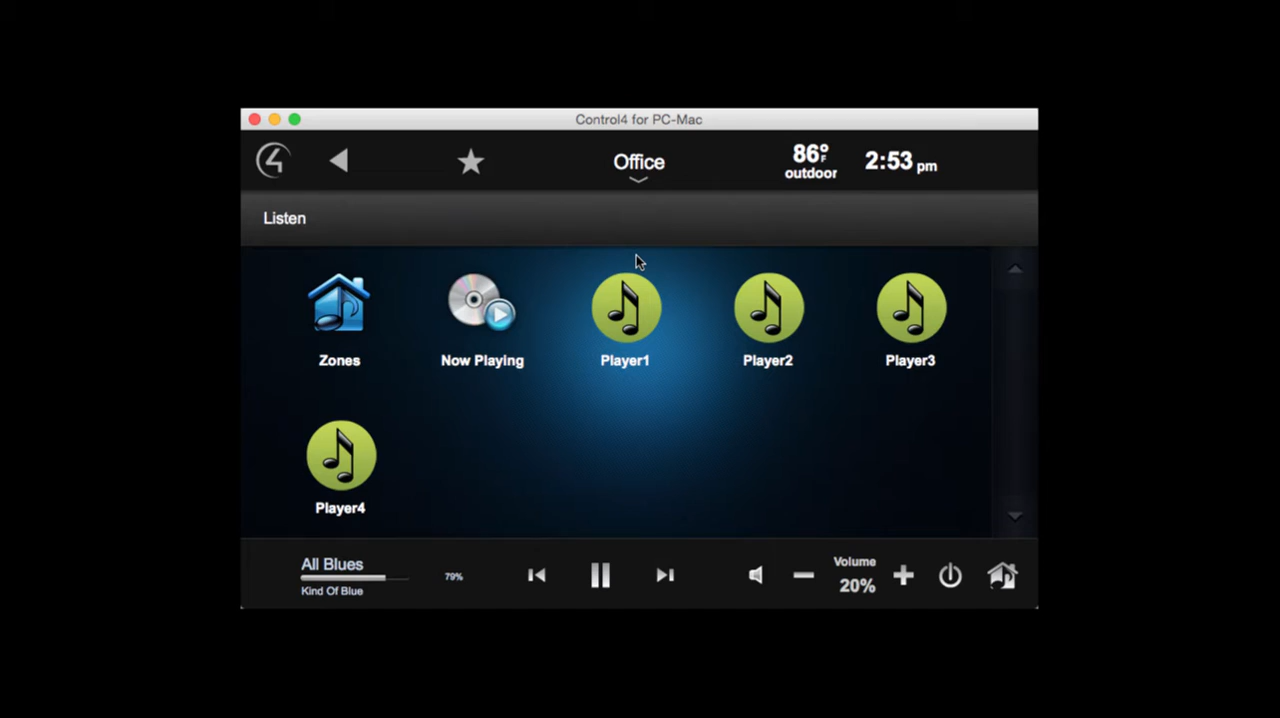 Control4 for PC-Mac
Office
86°F
outdoor
2:53 pm
Listen
Zones
Now Playing
Player1
Player2
Player3
Player4
All Blues
79%
Kind Of Blue
Volume
20%